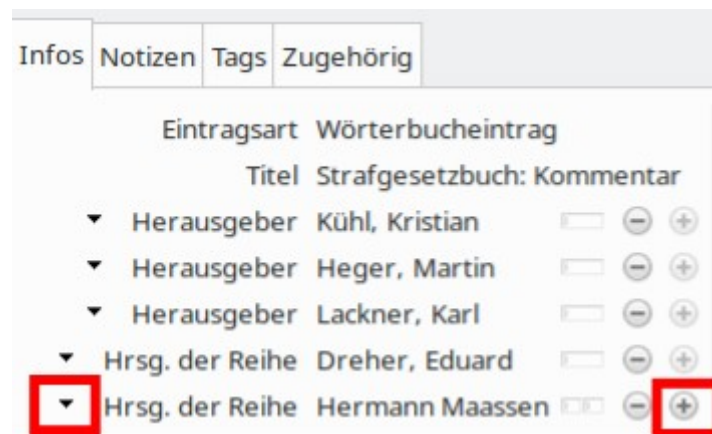 Infos Notizen Tags Zugehörig
Eintragsart Wörterbucheintrag
Titel Strafgesetzbuch: Kommentar
Herausgeber Kühl, Kristian
Herausgeber Heger, Martin
Herausgeber Lackner, Karl
Hrsg. der Reihe Dreher, Eduard
Hrsg. der Reihe Hermann Maassen